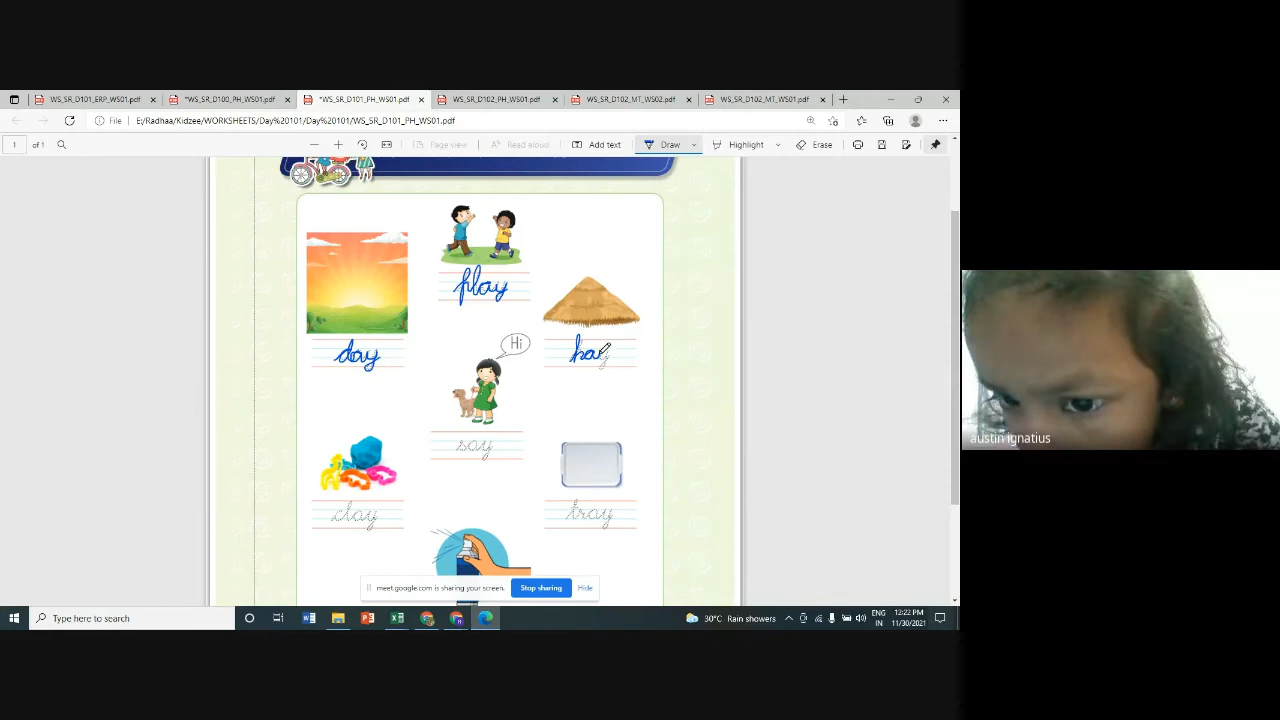 WS_SR_D101_ERP_WS01.pdf
*WS_SR_D100_PH_WS01.pdf
*WS_SR_D101_PH_WS01.pdf
WS_SR_D102_PH_WS01.pdf
WS_SR_D102_MT_WS02.pdf
WS_SR_D102_MT_WS01.pdf
File
E:/Radhaa/Kidzee/WORKSHEETS/Day%20101/Day%20101/WS_SR_D101_PH_WS01.pdf
1 of 1
Page view
Read aloud
Add text
Draw
Highlight
Erase
play
day
hay
Hi
say
clay
tray
austin ignatius
meet.google.com is sharing your screen.
Stop sharing
Hide
Type here to search
30°C Rain showers
ENG
IN
12:22 PM
11/30/2021